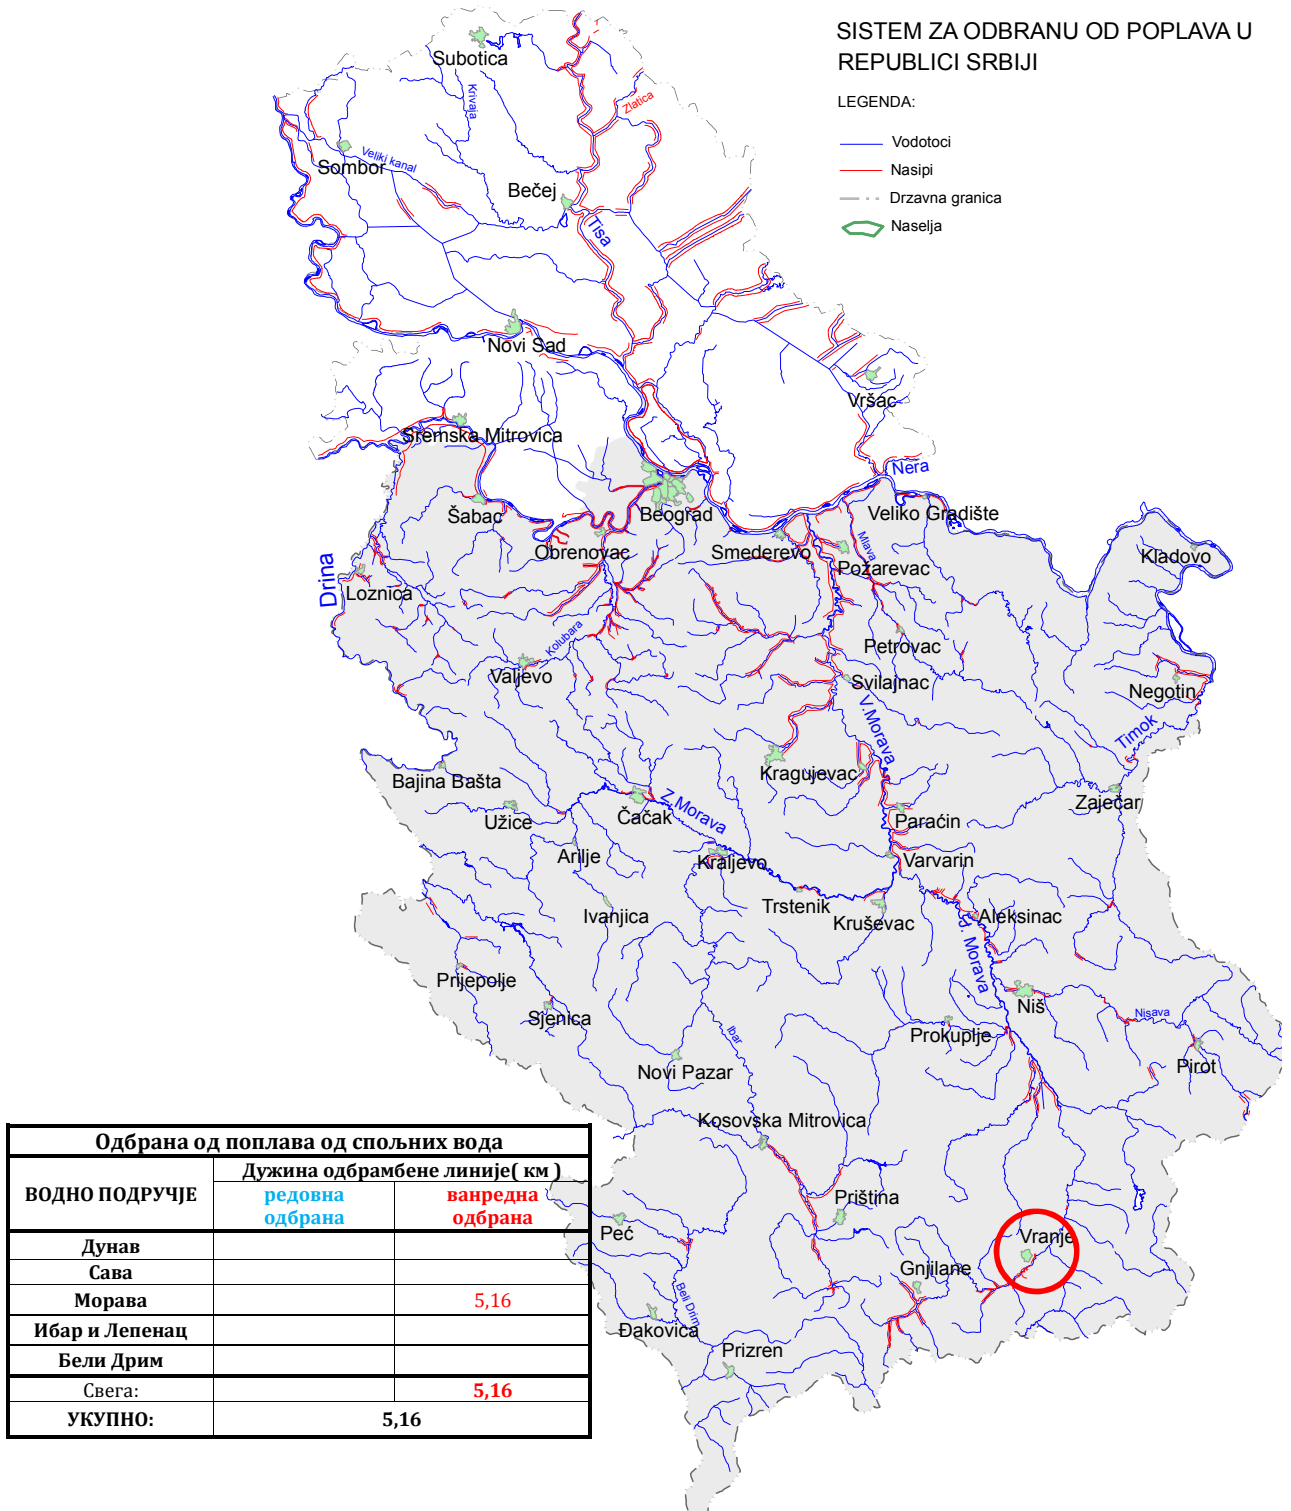 SISTEM ZA ODBRANU OD POPLAVA U
REPUBLICI SRBIJI
LEGENDA:
Vodotoci
Nasipi
Drzavna granica
Naselja
Subotica
Krivaja
Zlatica
Sombor
Veliki kanal
Bečej
Tisa
Novi Sad
Vršac
Sremska Mitrovica
Nera
Šabac
Beograd
Veliko Gradište
Obrenovac
Smederevo
Mlava
Požarevac
Kladovo
Drina
Loznica
Kolubara
Petrovac
Valjevo
Svilajnac
Negotin
V.Morava
Timok
Bajina Bašta
Kragujevac
Užice
Čačak
Z.Morava
Paraćin
Zaječar
Arilje
Kraljevo
Varvarin
Ivanjica
Trstenik
Kruševac
Aleksinac
J. Morava
Prijepolje
Sjenica
Ibar
Prokuplje
Niš
Nisava
Novi Pazar
Pirot
Kosovska Mitrovica
Priština
Peć
Vranje
Gnjilane
Beli Drim
Đakovica
Prizren
Одбрана од поплава од спољних вода
ВОДНО ПОДРУЧЈЕ
Дужина одбрамбене линије( км )
редовна
одбрана
ванредна
одбрана
Дунав
Сава
Морава 5,16
Ибар и Лепенац
Бели Дрим
Свега: 5,16
УКУПНО: 5,16